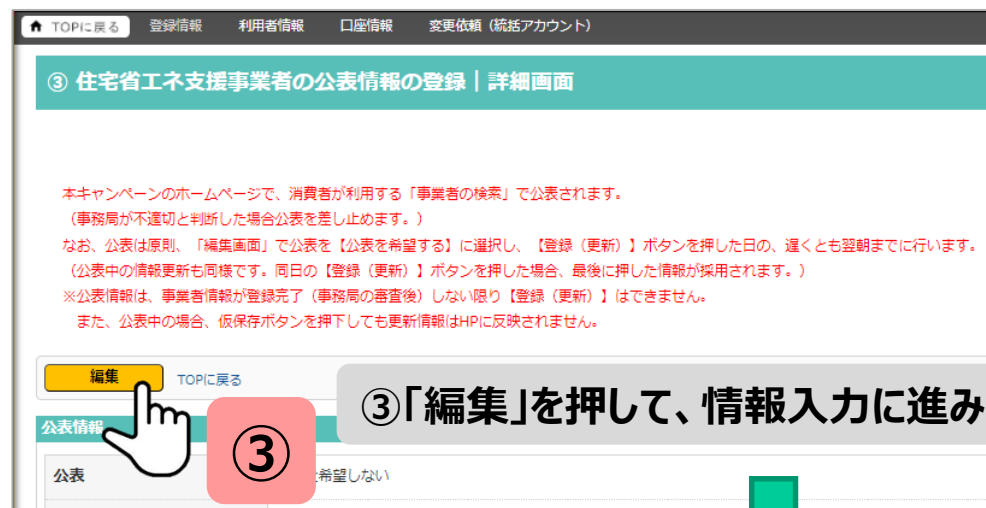 TOPに戻る 登録情報 利用者情報 口座情報 変更依頼（統括アカウント）
③ 住宅省エネ支援事業者の公表情報の登録｜詳細画面
本キャンペーンのホームページで、消費者が利用する「事業者の検索」で公表されます。
（事務局が不適切と判断した場合公表を差し止めます。）
なお、公表は原則、「編集画面」で公表を【公表を希望する】に選択し、【登録（更新）】ボタンを押した日の、遅くとも翌朝までに行います。
（公表中の情報更新も同様です。同日の【登録（更新）】ボタンを押した場合、最後に押した情報が採用されます。）
※公表情報は、事業者情報が登録完了（事務局の審査後）しない限り【登録（更新）】はできません。
また、公表中の場合、仮保存ボタンを押下しても更新情報はHPに反映されません。
編集 TOPに戻る
③「編集」を押して、情報入力に進み
公表情報
③
公表 希望しない